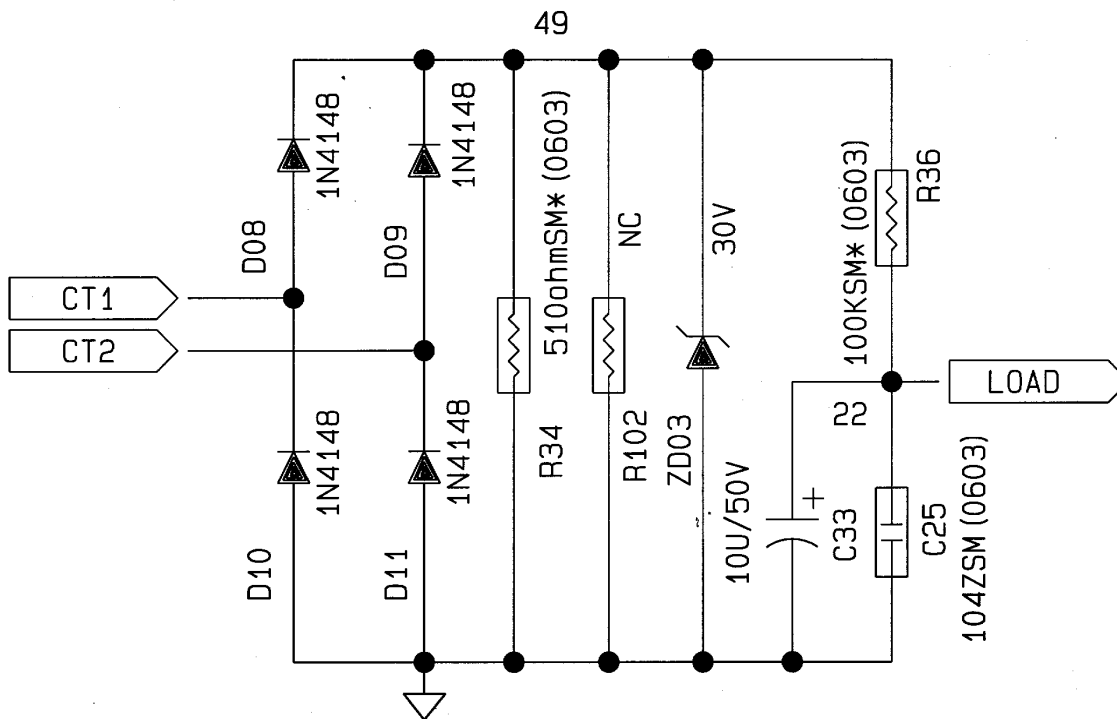 49
1N4148
1N4148
D08
D09
CT1
CT2
510ohmSM* (0603)
NC
30V
100KSM* (0603)
R36
LOAD
22
1N4148
1N4148
D10
D11
R34
R102
ZD03
10U/50V
+
C33
C25
104ZSM (0603)